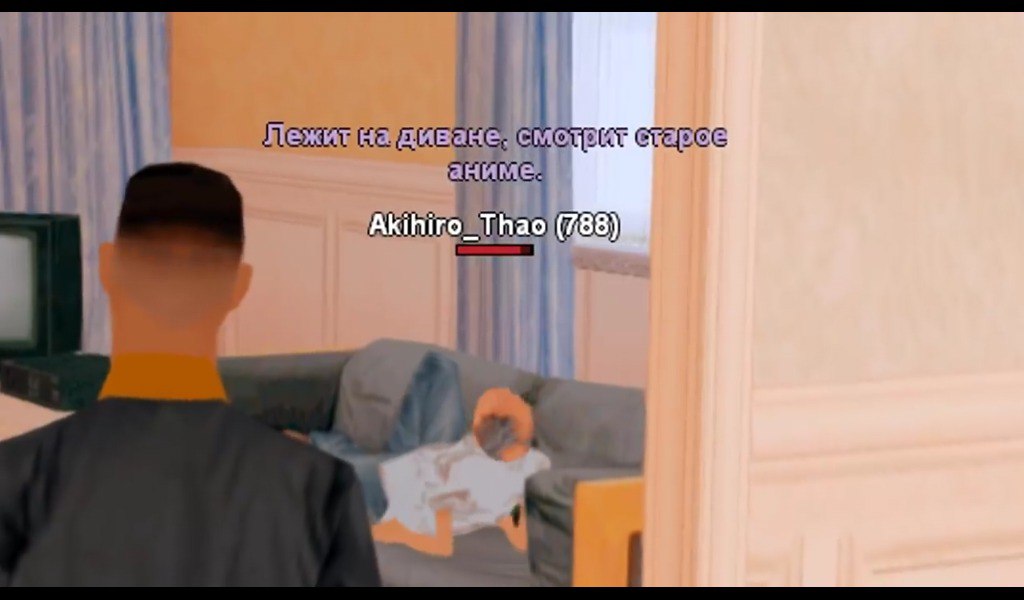 Лежит на диване, смотрит старое
аниме.
Akihiro_Thao (788)